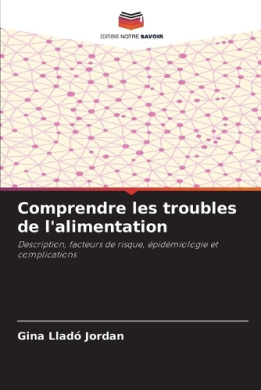 EDITIONS NOTRE SAVOIR
Comprendre les troubles
de l'alimentation
Description, facteurs de risque, épidémiologie et
complications
Gina Lladó Jordan